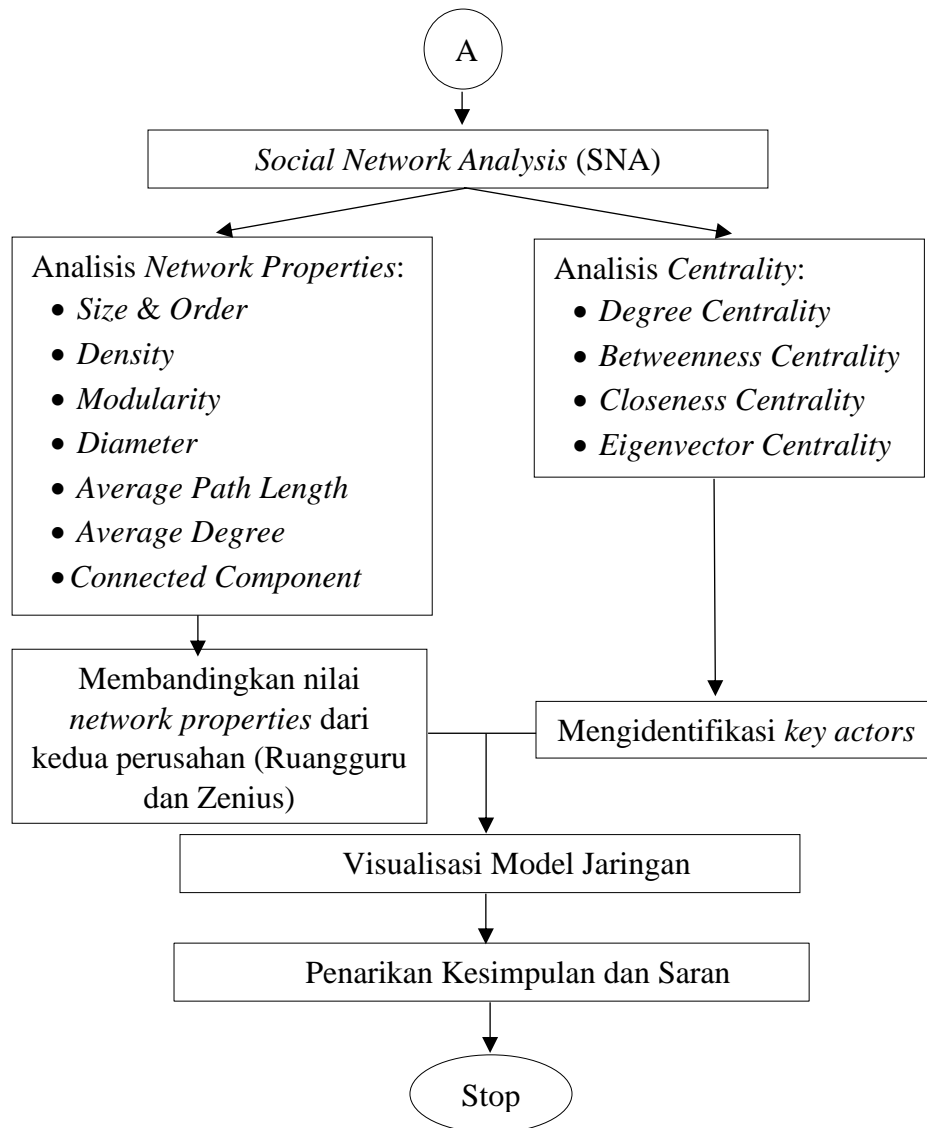 A
Social Network Analysis (SNA)
Analisis Network Properties:
• Size & Order
• Density
• Modularity
• Diameter
• Average Path Length
• Average Degree
• Connected Component
Analisis Centrality:
• Degree Centrality
• Betweenness Centrality
• Closeness Centrality
• Eigenvector Centrality
Membandingkan nilai
network properties dari
kedua perusahan (Ruangguru
dan Zenius)
Mengidentifikasi key actors
Visualisasi Model Jaringan
Penarikan Kesimpulan dan Saran
Stop